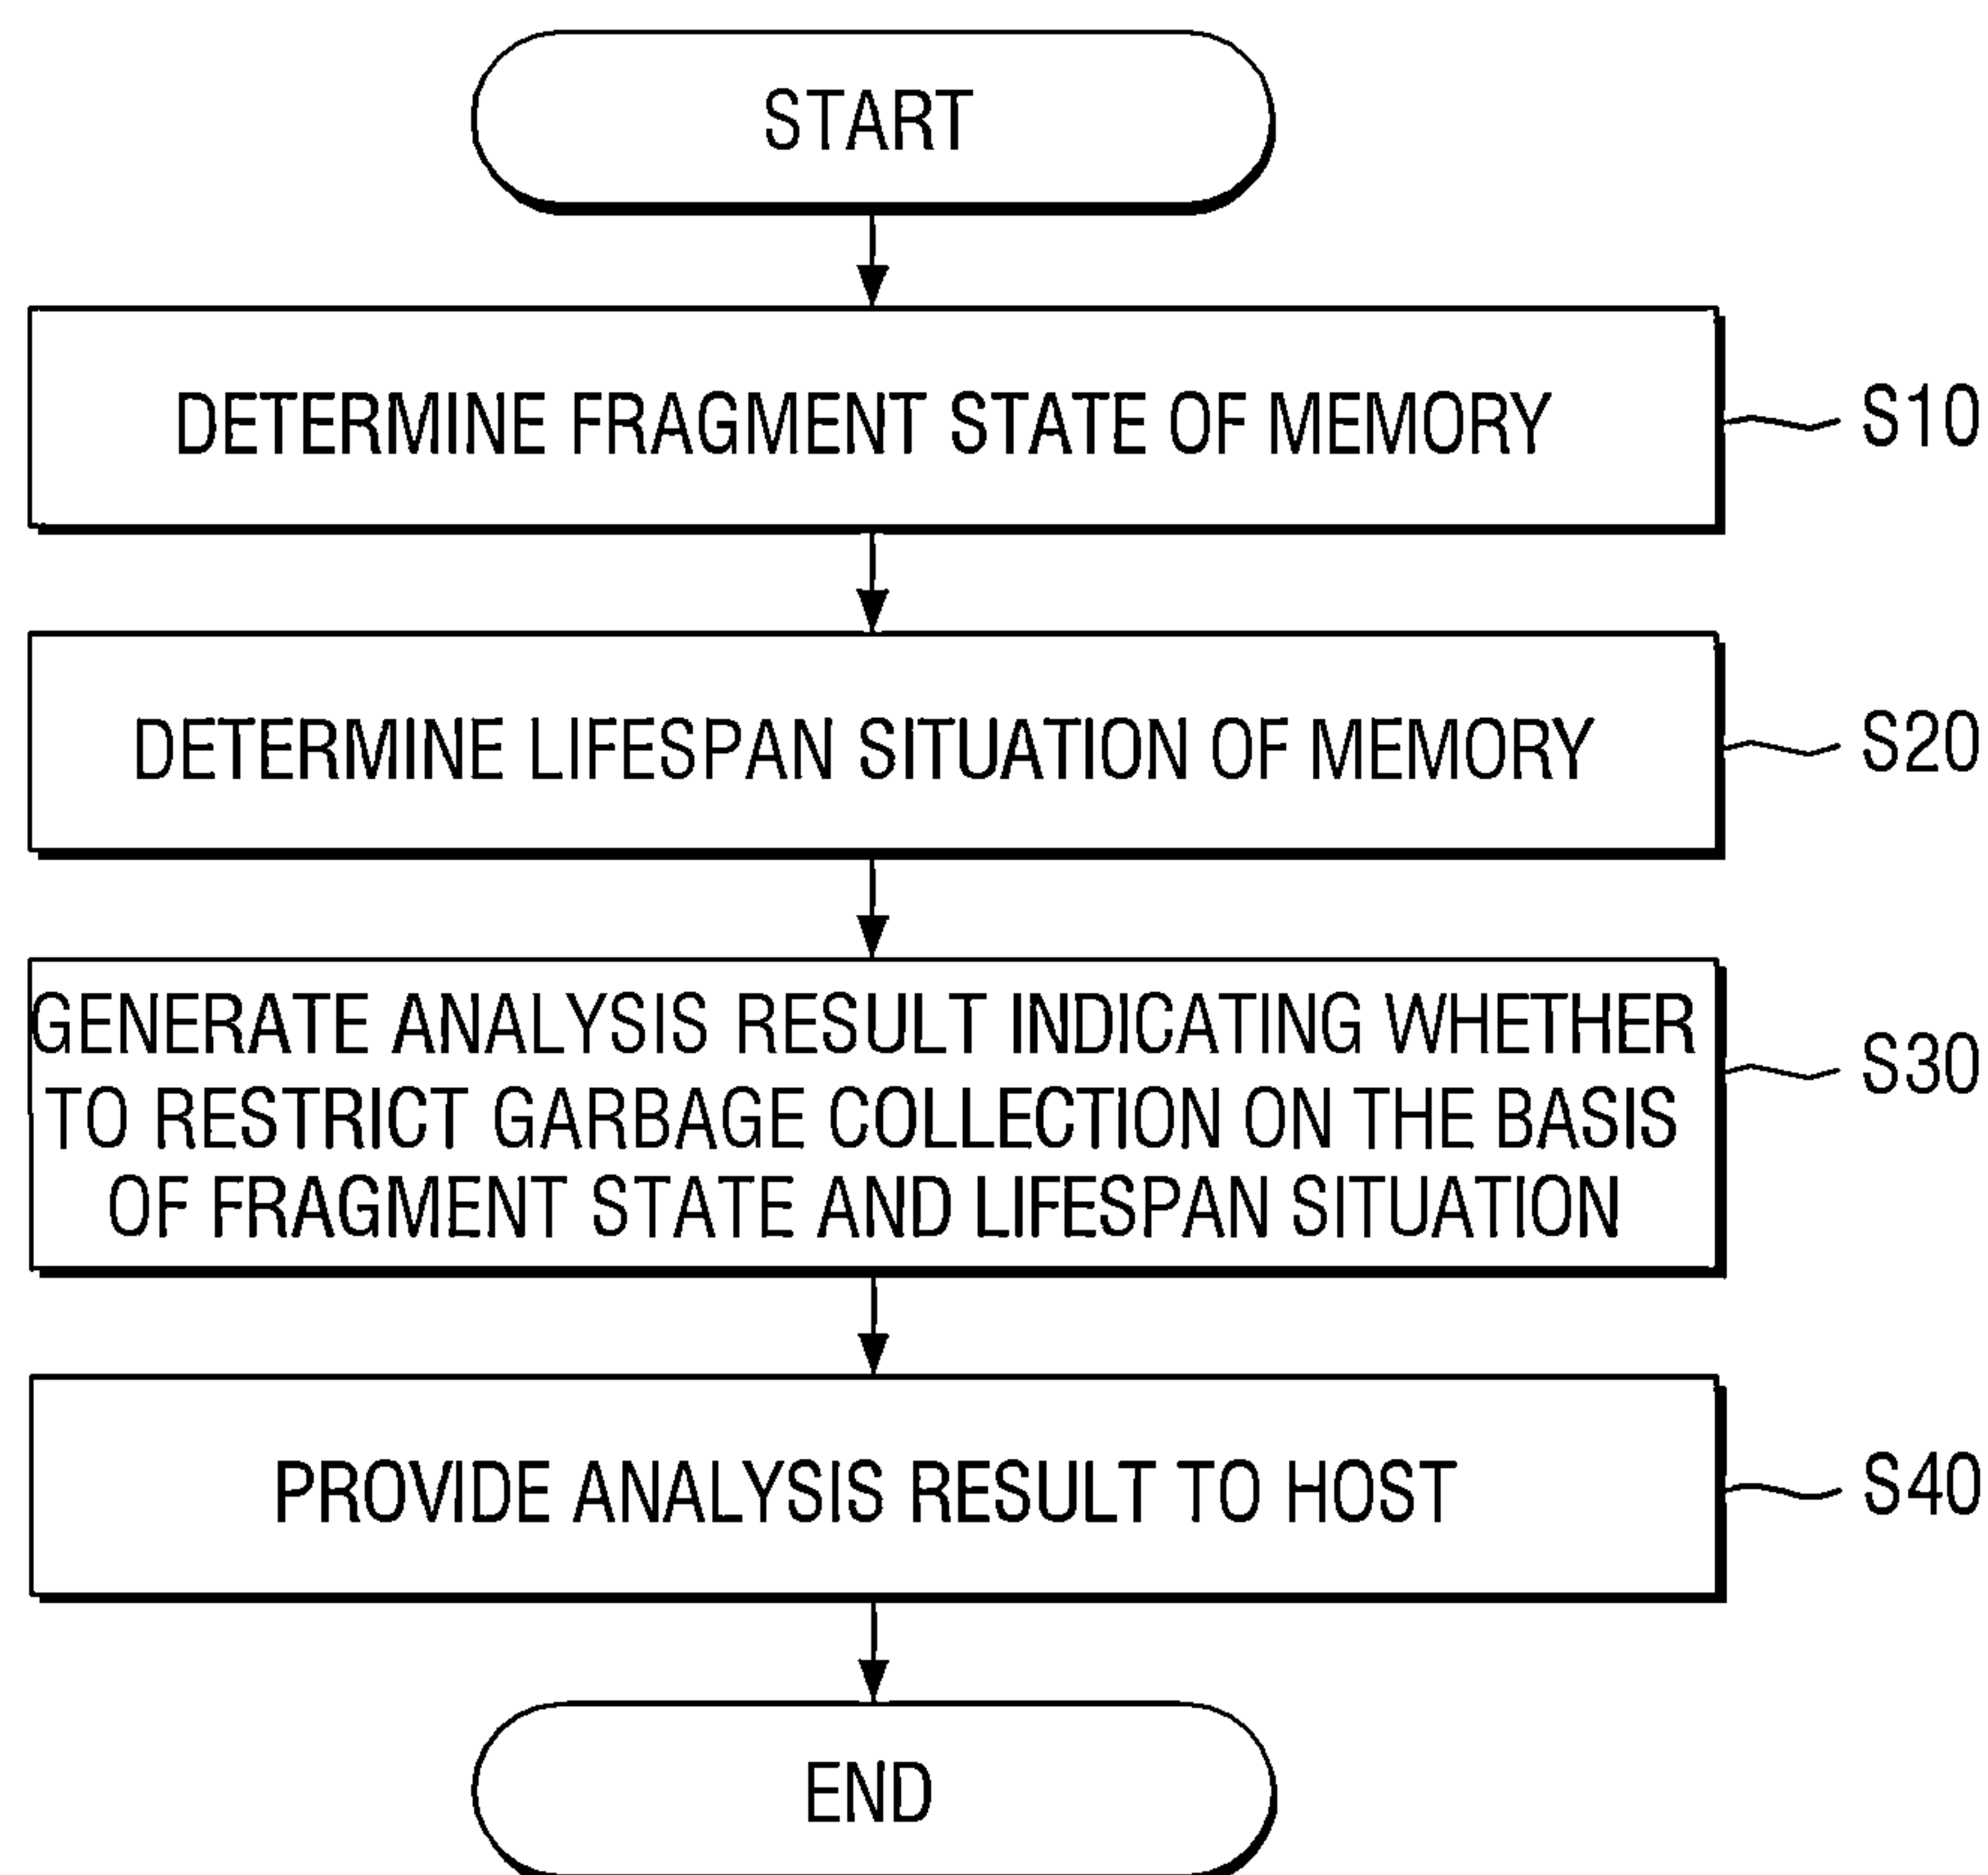 START
DETERMINE FRAGMENT STATE OF MEMORY
S10
DETERMINE LIFESPAN SITUATION OF MEMORY
S20
GENERATE ANALYSIS RESULT INDICATING WHETHER
TO RESTRICT GARBAGE COLLECTION ON THE BASIS
OF FRAGMENT STATE AND LIFESPAN SITUATION
S30
PROVIDE ANALYSIS RESULT TO HOST
S40
END